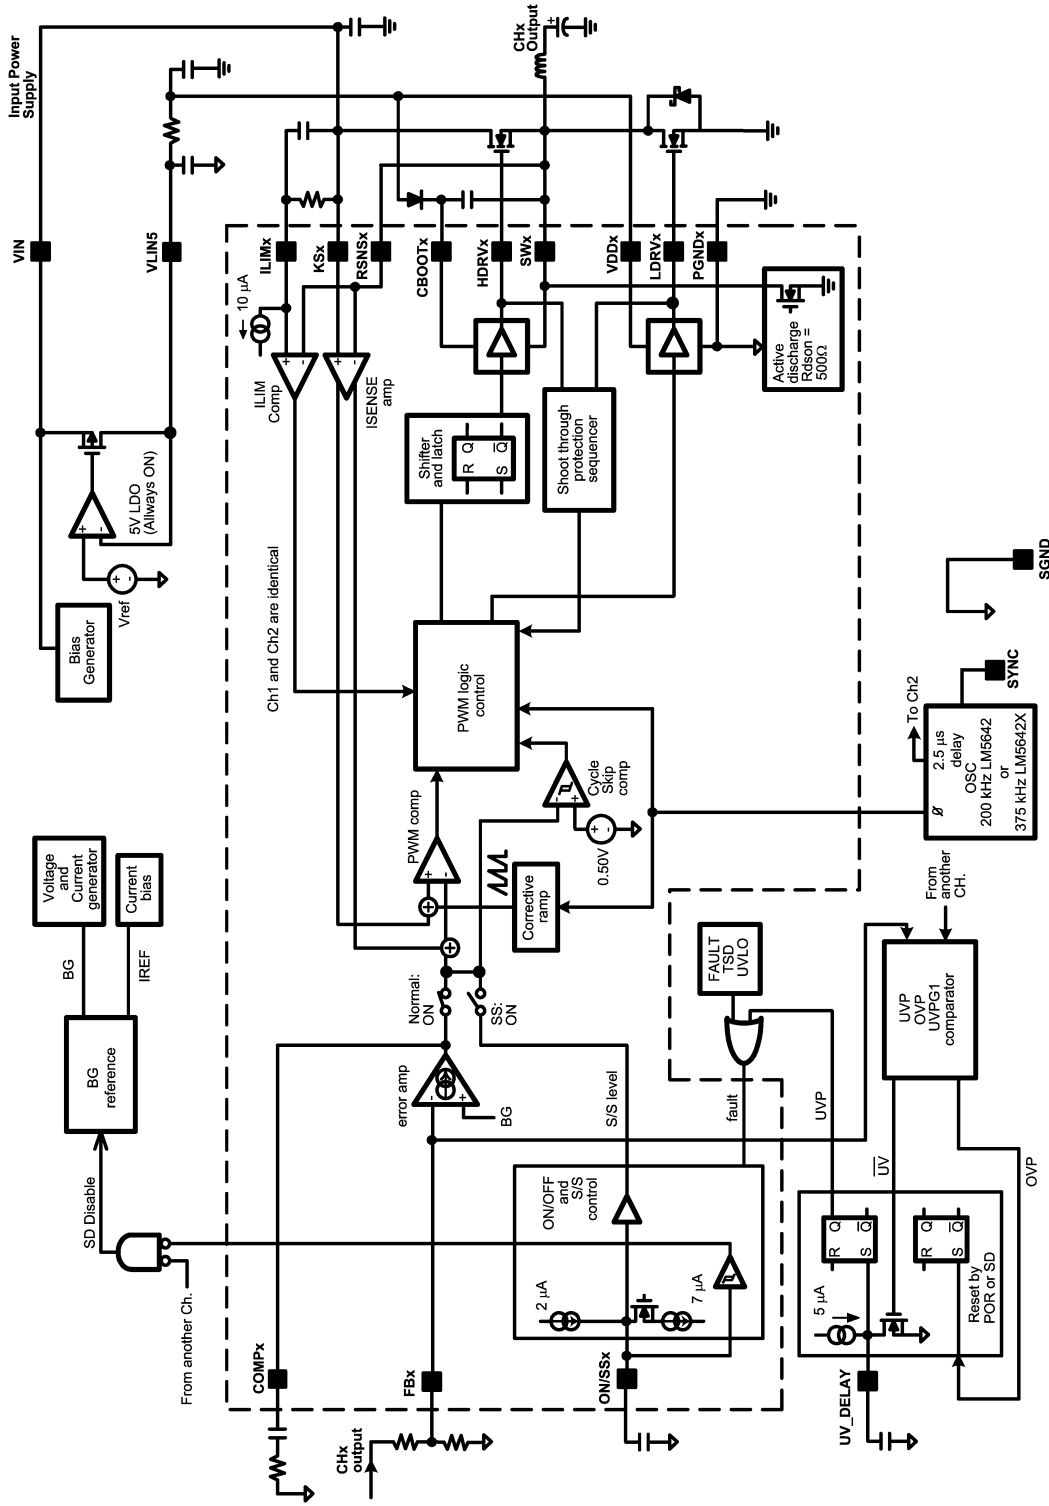 Input Power
Supply
VIN
VLIN5
5V LDO
(Allways ON)
+
-
Vref
+
-
Bias
Generator
Voltage
and
Current
generator
Current
bias
BG
IREF
BG
reference
SD Disable
From another Ch.
CHx
Output
+
ILIMx
KSx
RSNSx
CBOOTx
HDRVx
SWx
VDDx
LDRVx
PGNDx
10 µA
+
-
ILIM
Comp
+
-
ISENSE
amp
Shifter
and latch
R Q
S Q
Shoot through
protection
sequencer
Active
discharge
Rdson =
500Ω
Ch1 and Ch2 are identical
PWM logic
control
PWM comp
+
-
Cycle
Skip
comp
-
+
+
-
0.50V
Corrective
ramp
+
+
Normal:
ON
SS:
ON
error amp
-
+
BG
S/S level
fault
FAULT
TSD
UVLO
ON/OFF
and
S/S
control
2 µA
7 µA
COMPx
FBx
ON/SSx
CHx
output
SGND
SYNC
To Ch2
2.5 µs
delay
OSC
200 kHz LM5642
or
375 kHz LM5642X
ø
From
another
CH.
UVP
OVP
UVPG1
comparator
UVP
UV
OVP
R Q
S Q
R Q
S Q
5 µA
Reset by
POR or SD
UV_DELAY